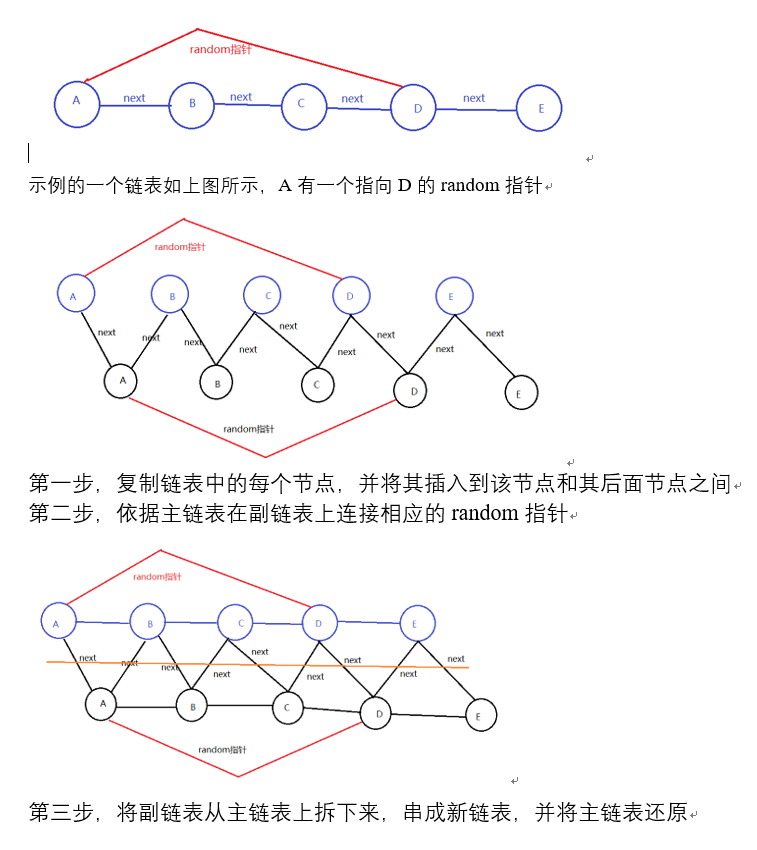 random指针
next next next next
A B C D E
示例的一个链表如上图所示，A 有一个指向 D 的 random 指针
random指针
A B C D E
next next next next next next next next next
A B C D E
random指针
第一步，复制链表中的每个节点，并将其插入到该节点和其后面节点之间
第二步，依据主链表在副链表上连接相应的 random 指针
random指针
A B C D E
next next next next next next next next next
A B C D E
random指针
第三步，将副链表从主链表上拆下来，串成新链表，并将主链表还原